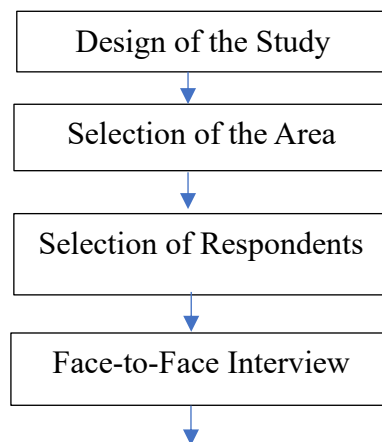 Design of the Study
Selection of the Area
Selection of Respondents
Face-to-Face Interview